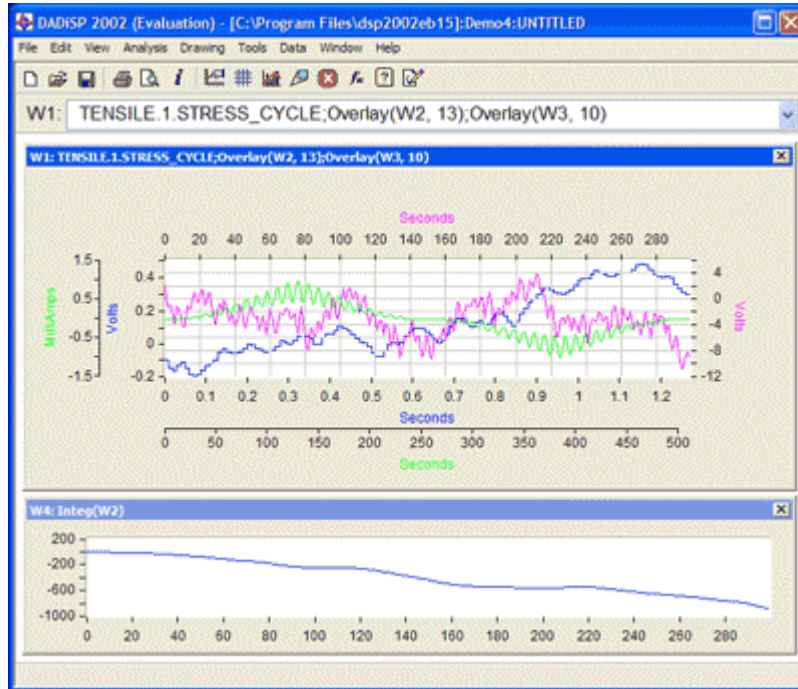 DADiSP 2002 (Evaluation) - [C:\Program Files\dsp2002eb15]:Demo4:UNTITLED
File Edit View Analysis Drawing Tools Data Window Help
W1: TENSILE.1.STRESS_CYCLE;Overlay(W2, 13);Overlay(W3, 10)
W1: TENSILE.1.STRESS_CYCLE;Overlay(W2, 13);Overlay(W3, 10)
Seconds
0 20 40 60 80 100 120 140 160 180 200 220 240 260 280
1.5
0.5
-0.5
-1.5
MilliAmps
0.4
0.2
0
-0.2
Volts
4
0
-4
-8
-12
Volts
0 0.1 0.2 0.3 0.4 0.5 0.6 0.7 0.8 0.9 1 1.1 1.2
Seconds
0 50 100 150 200 250 300 350 400 450 500
Seconds
W4: Integ(W2)
200
-200
-600
-1000
0 20 40 60 80 100 120 140 160 180 200 220 240 260 280